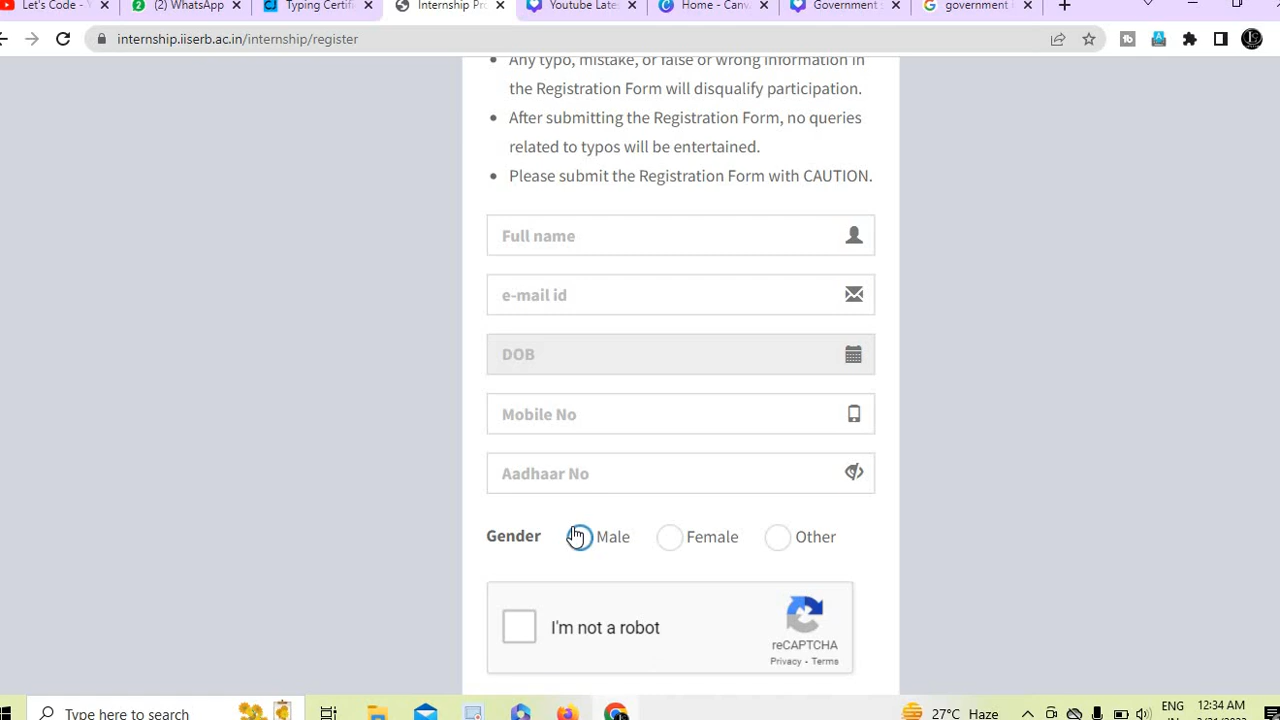 Let's Code - Y
(2) WhatsApp
Typing Certifi
Internship Pro
Youtube Late
Home - Canv
Government s
government i
internship.iiserb.ac.in/internship/register
Any typo, mistake, or false or wrong information in
the Registration Form will disqualify participation.
After submitting the Registration Form, no queries
related to typos will be entertained.
Please submit the Registration Form with CAUTION.
Full name
e-mail id
DOB
Mobile No
Aadhaar No
Gender Male Female Other
I'm not a robot
reCAPTCHA
Privacy - Terms
Type here to search
27°C Haze
ENG
12:34 AM